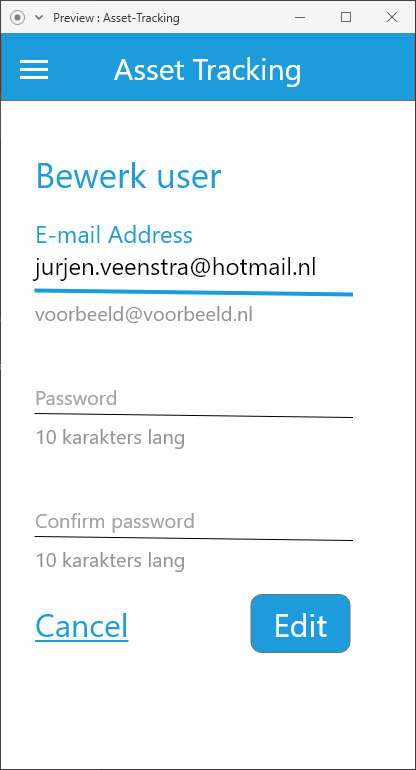 Preview : Asset-Tracking
Asset Tracking
Bewerk user
E-mail Address
jurjen.veenstra@hotmail.nl
voorbeeld@voorbeeld.nl
Password
10 karakters lang
Confirm password
10 karakters lang
Cancel
Edit